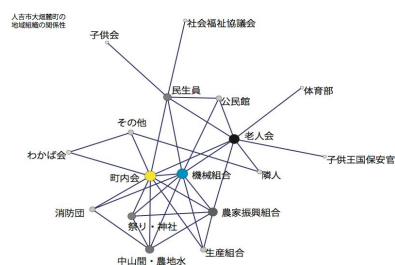 人吉市大畑麓町の
地域組織の関係性
社会福祉協議会
子供会
民生員
公民館
体育部
その他
老人会
わかば会
子供王国保安官
町内会
機械組合
隣人
消防団
祭り・神社
農家振興組合
中山間・農地水
生産組合